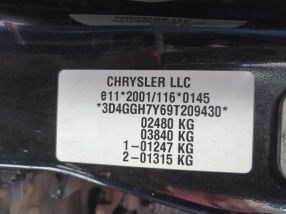 CHRYSLER LLC
e11*2001/116*0145
*3D4GGH7Y69T209430*
02480 KG
03840 KG
1-01247 KG
2-01315 KG